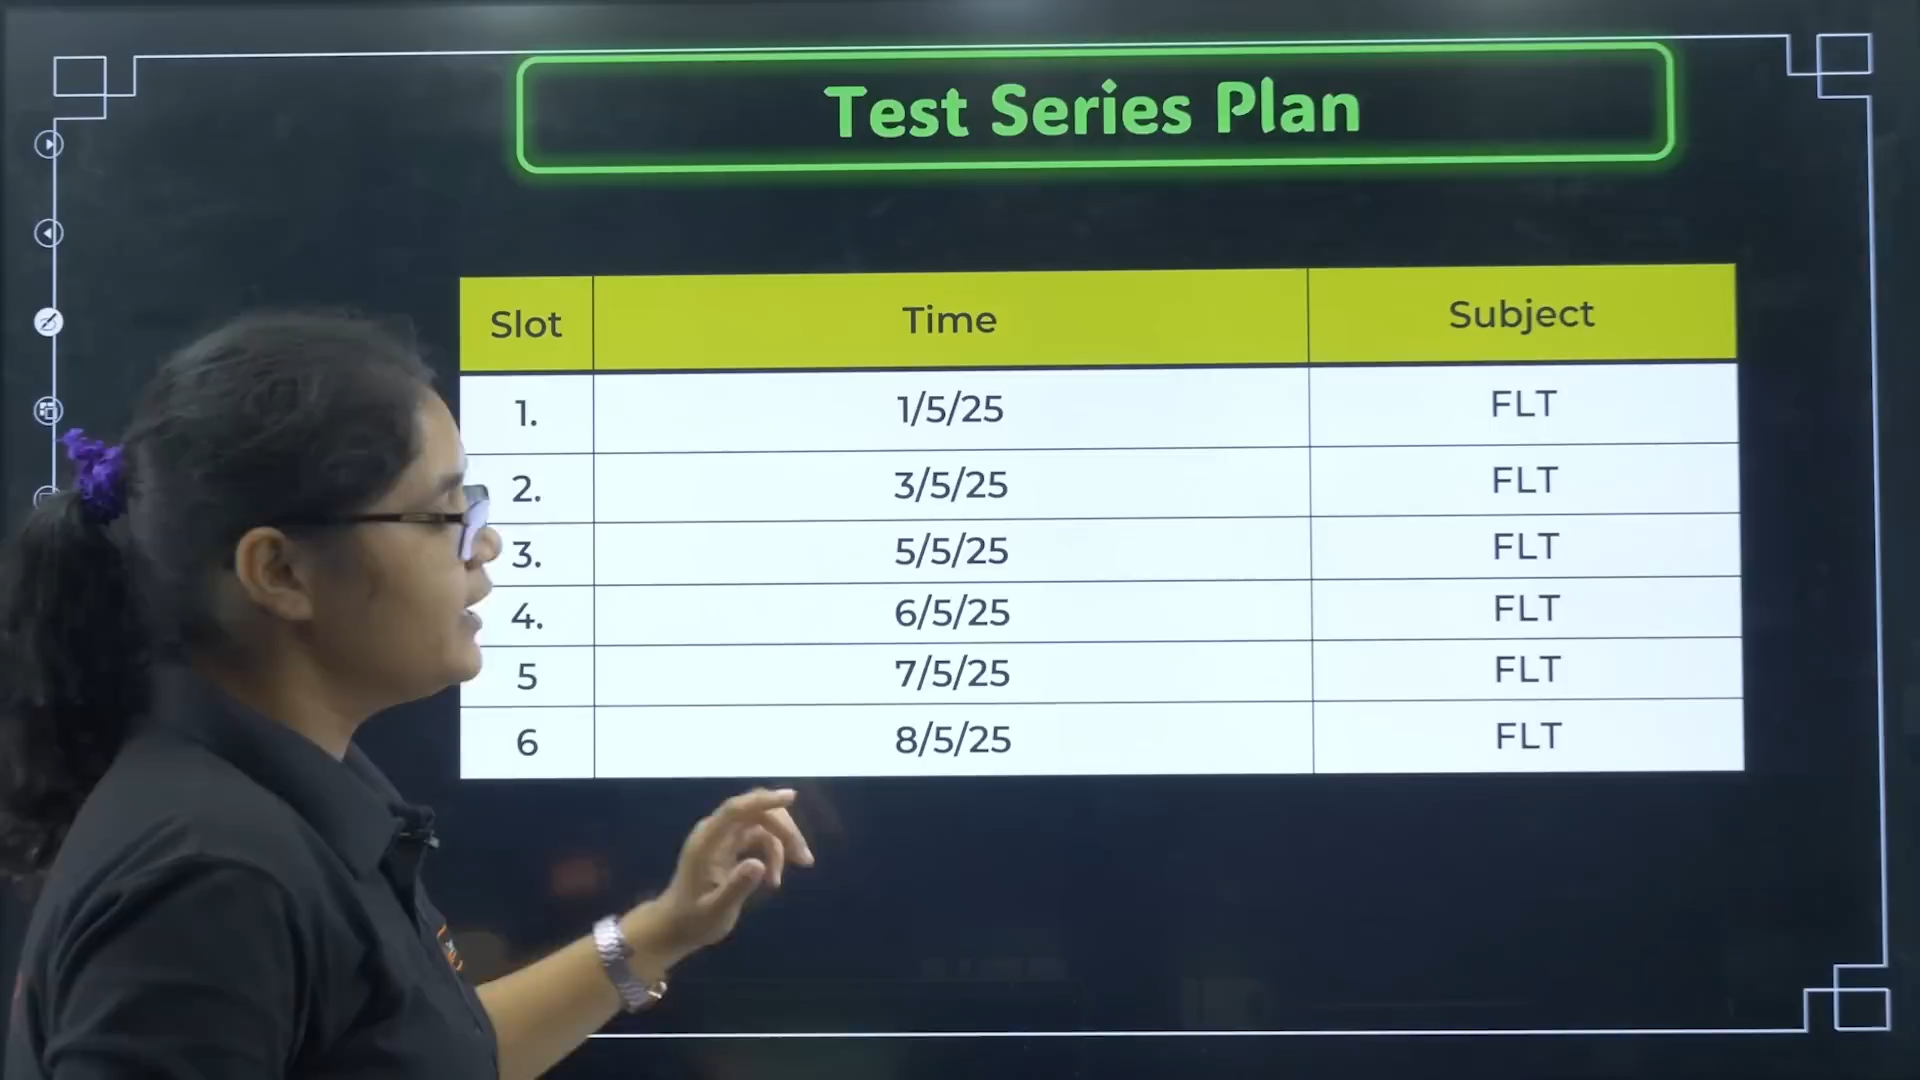 Test Series Plan
Slot Time Subject
1. 1/5/25 FLT
2. 3/5/25 FLT
3. 5/5/25 FLT
4. 6/5/25 FLT
5 7/5/25 FLT
6 8/5/25 FLT